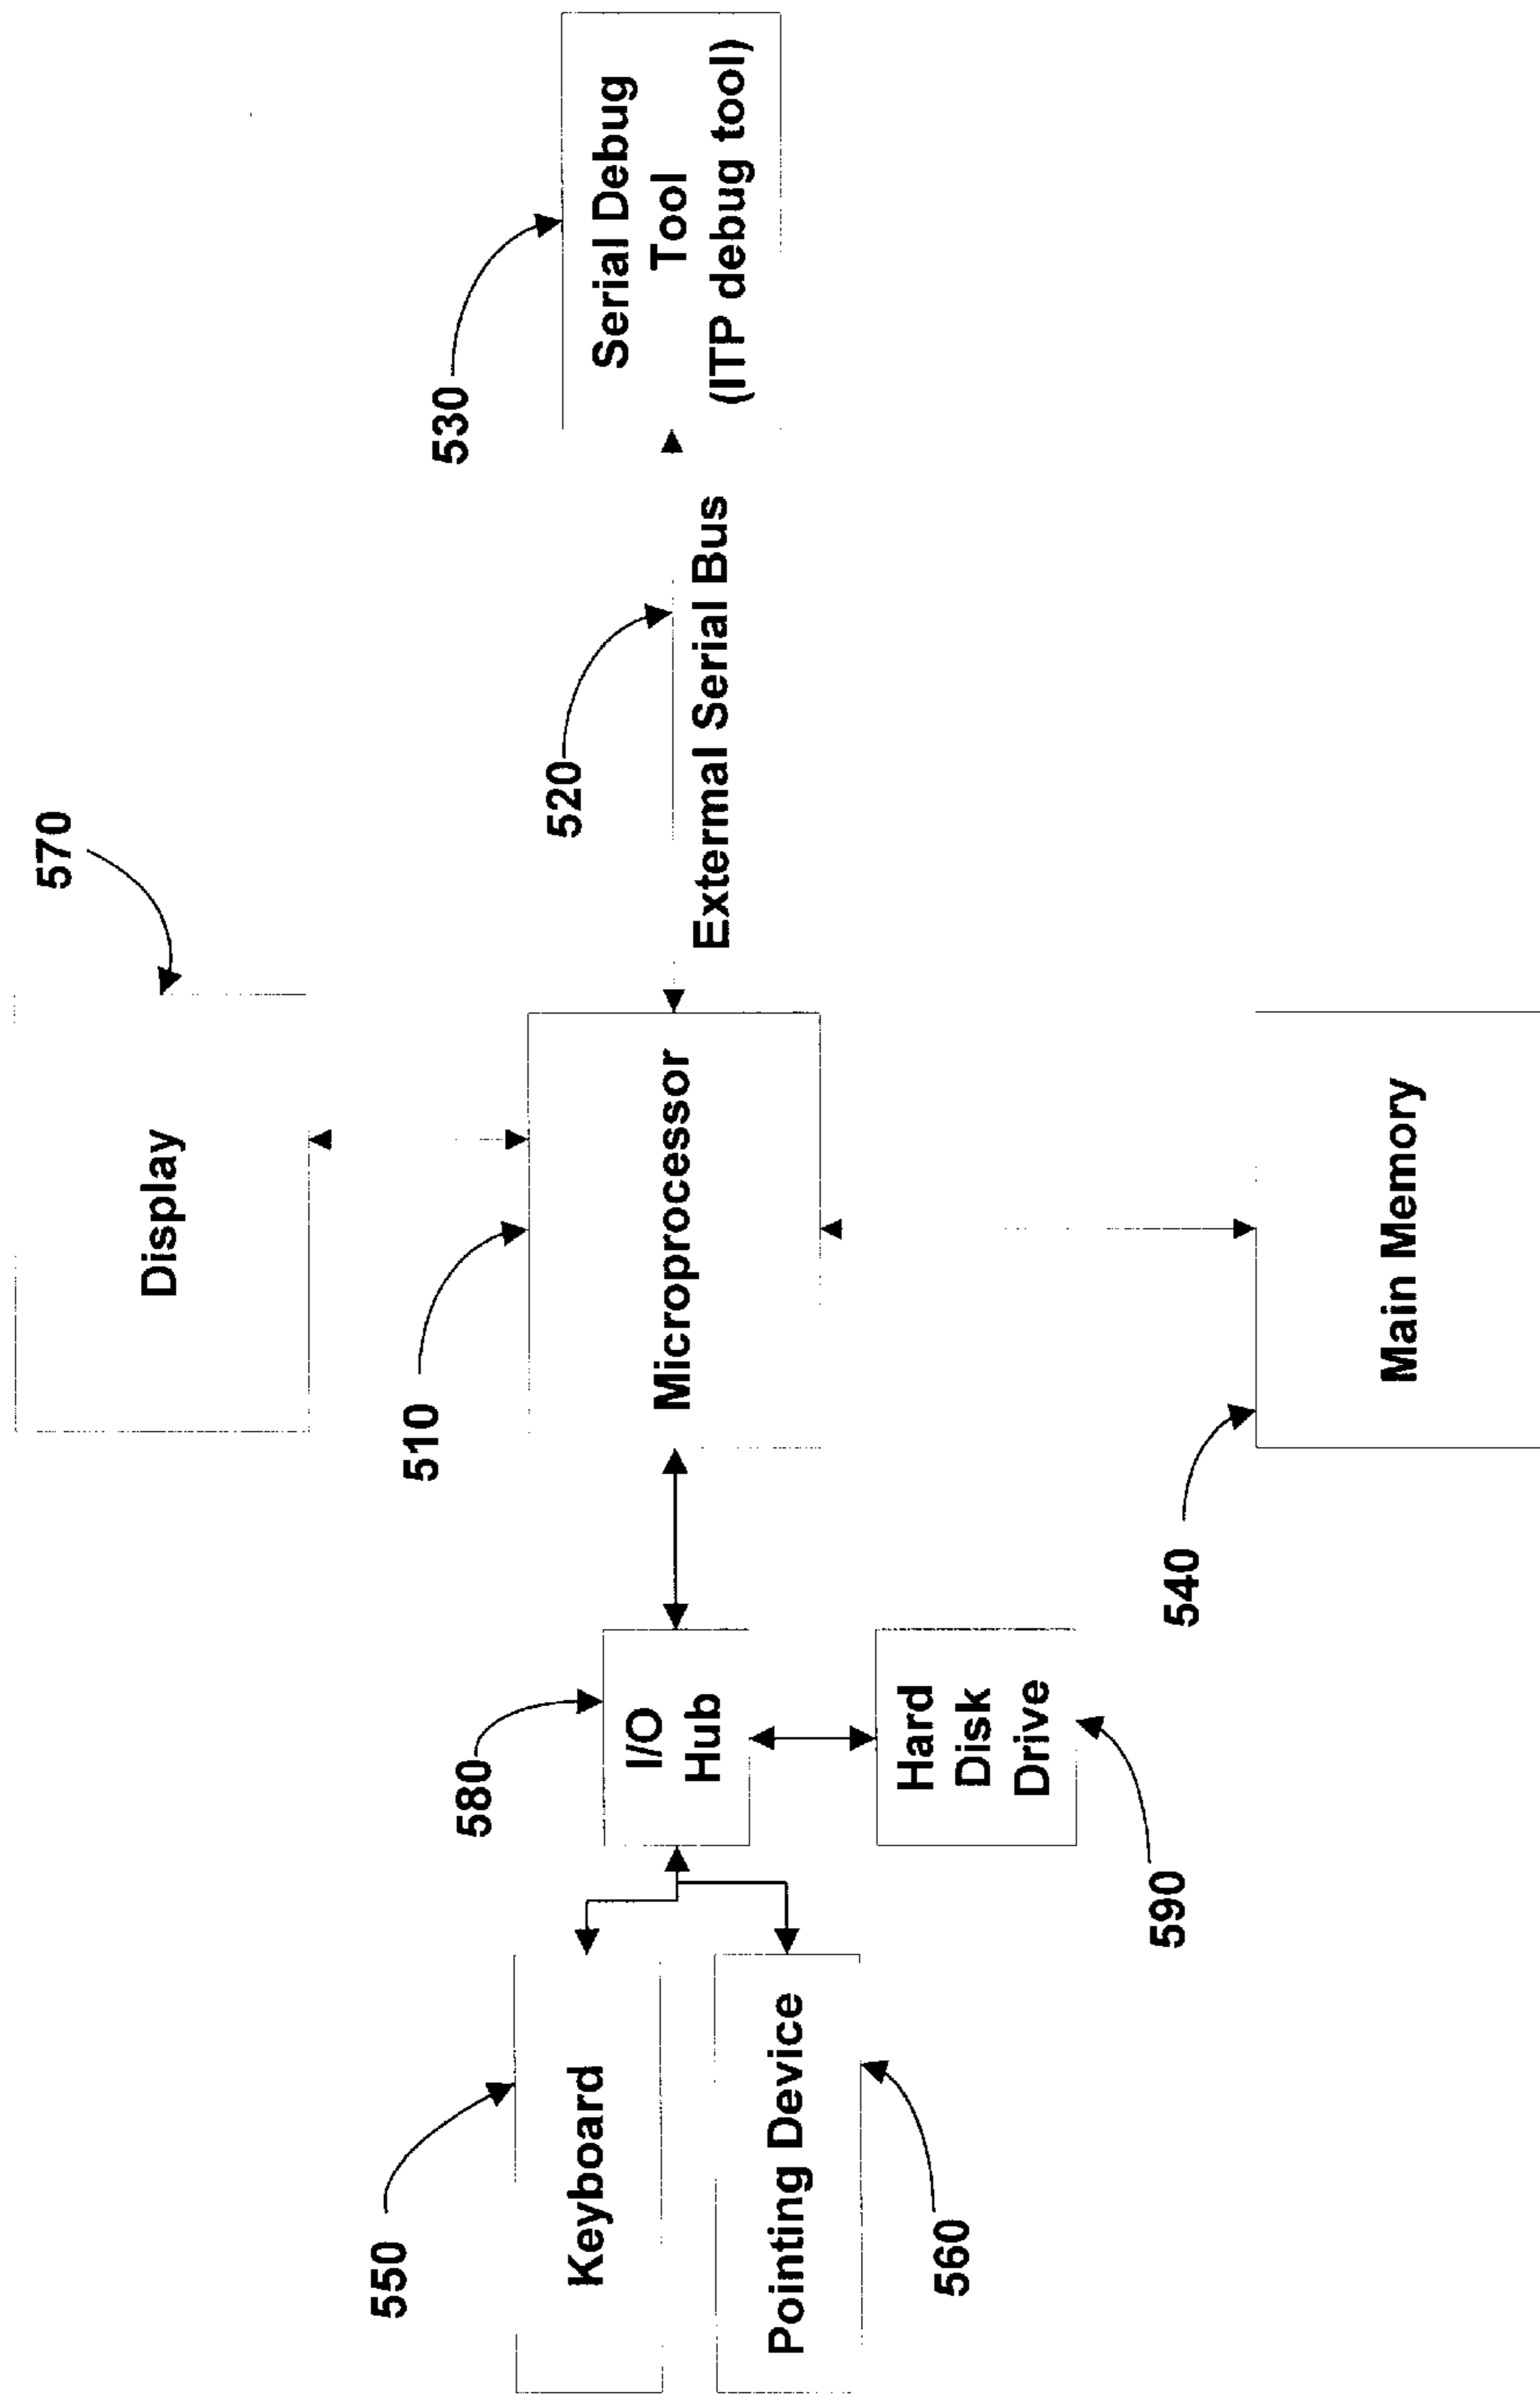 570
Display
550
510
530
580
520
Keyboard
I/O
Hub
Microprocessor
Serial Debug
Tool
(ITP debug tool)
Extermal Serial Bus
Pointing Device
Hard
Disk
Drive
560
590
540
Main Memory